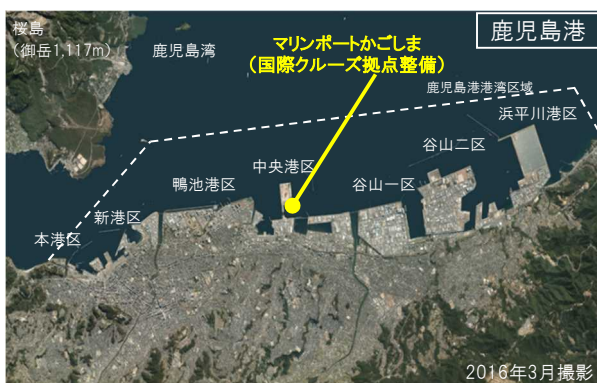 桜島
（御岳1,117m）
鹿児島湾
マリンポートかごしま
（国際クルーズ拠点整備）
鹿児島港
鹿児島港港湾区域
浜平川港区
谷山二区
中央港区
谷山一区
鴨池港区
新港区
本港区
2016年3月撮影